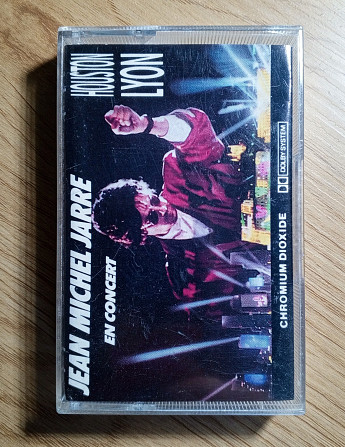 HOUSTON
LYON
JEAN MICHEL JARRE
EN CONCERT
DOLBY SYSTEM
CHROMIUM DIOXIDE